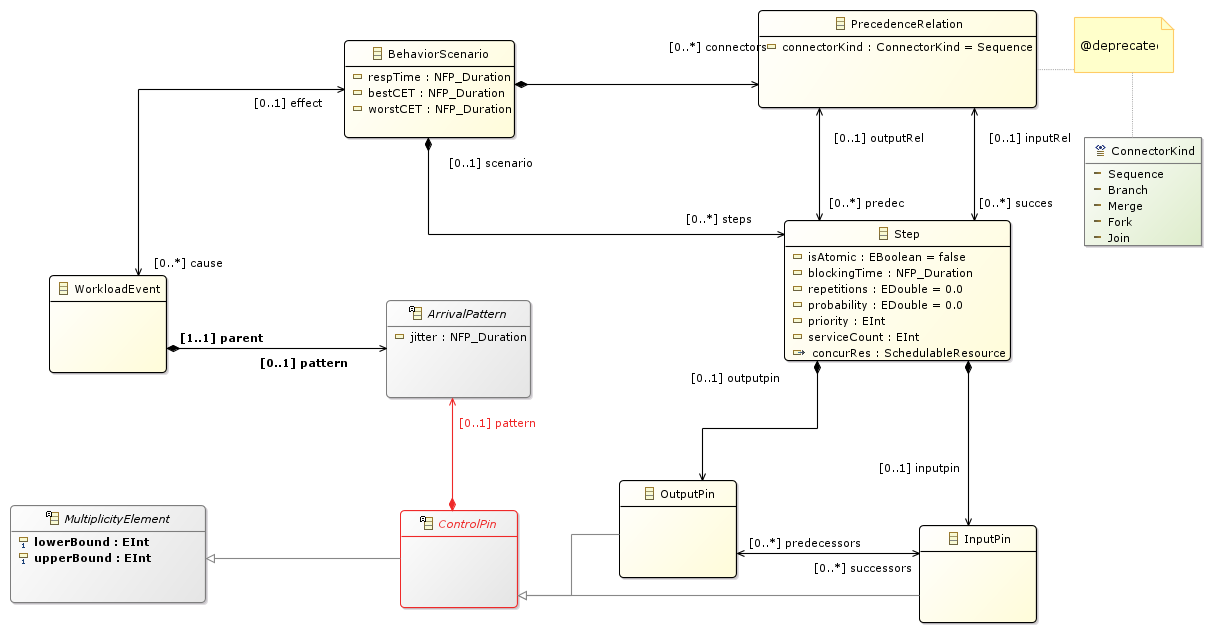 PrecedenceRelation
[0..*] connectors
connectorKind : ConnectorKind = Sequence
@deprecate
BehaviorScenario
respTime : NFP_Duration
bestCET : NFP_Duration
worstCET : NFP_Duration
[0..1] effect
[0..1] outputRel
[0..1] inputRel
ConnectorKind
Sequence
Branch
Merge
Fork
Join
[0..1] scenario
[0..*] predec
[0..*] succes
[0..*] steps
Step
isAtomic : EBoolean = false
blockingTime : NFP_Duration
repetitions : EDouble = 0.0
probability : EDouble = 0.0
priority : EInt
serviceCount : EInt
concurRes : SchedulableResource
[0..*] cause
WorkloadEvent
ArrivalPattern
jitter : NFP_Duration
[1..1] parent
[0..1] pattern
[0..1] outputpin
[0..1] pattern
[0..1] inputpin
OutputPin
MultiplicityElement
lowerBound : EInt
upperBound : EInt
ControlPin
InputPin
[0..*] predecessors
[0..*] successors